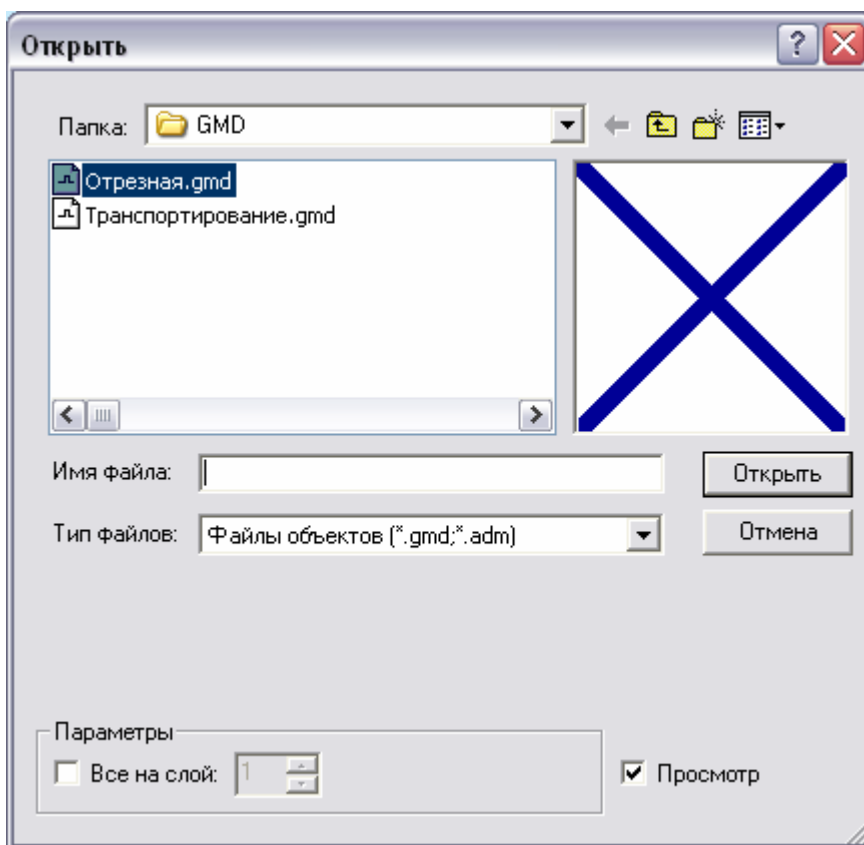 Открыть
Папка: GMD
Отрезная.gmd
Транспортирование.gmd
Имя файла: Открыть
Тип файлов: Файлы объектов (*.gmd;*.adm) Отмена
Параметры
Все на слой: 1 Просмотр